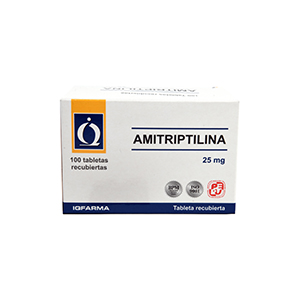 AMITRIPTILINA
25 mg
100 tabletas
recubiertas
IQFARMA
Tableta recubierta